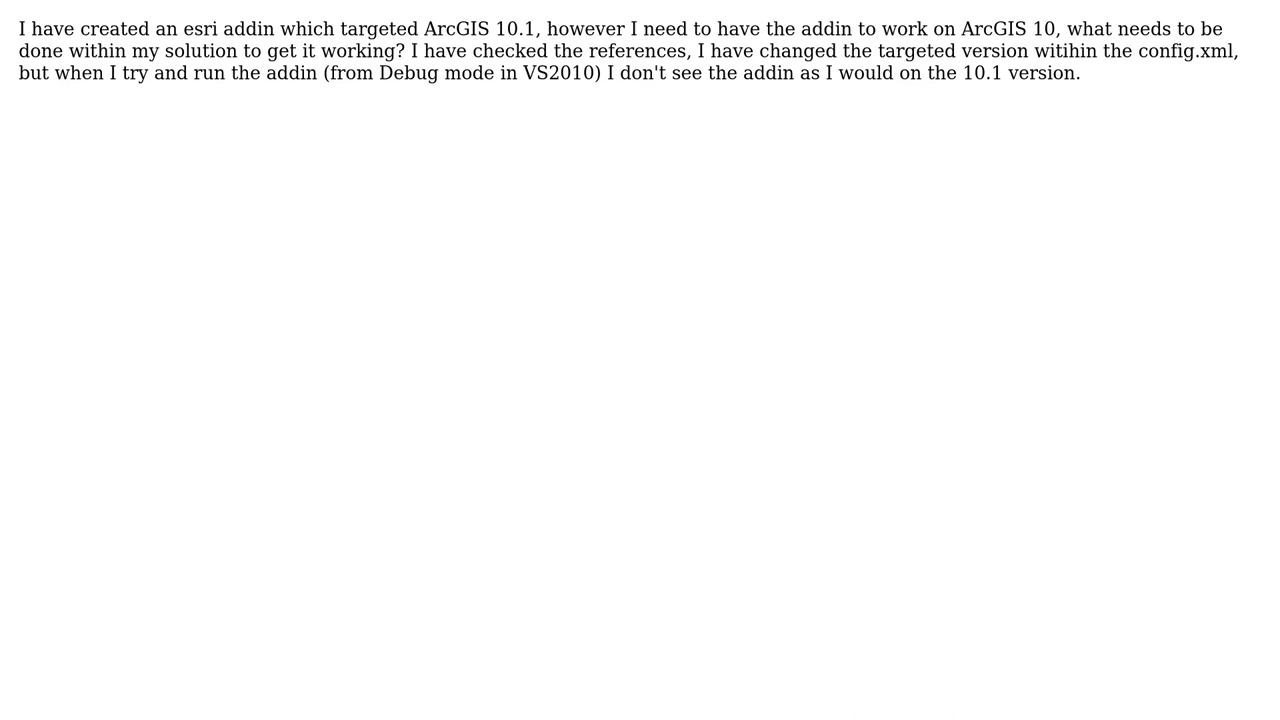 I have created an esri addin which targeted ArcGIS 10.1, however I need to have the addin to work on ArcGIS 10, what needs to be
done within my solution to get it working? I have checked the references, I have changed the targeted version witihin the config.xml,
but when I try and run the addin (from Debug mode in VS2010) I don't see the addin as I would on the 10.1 version.